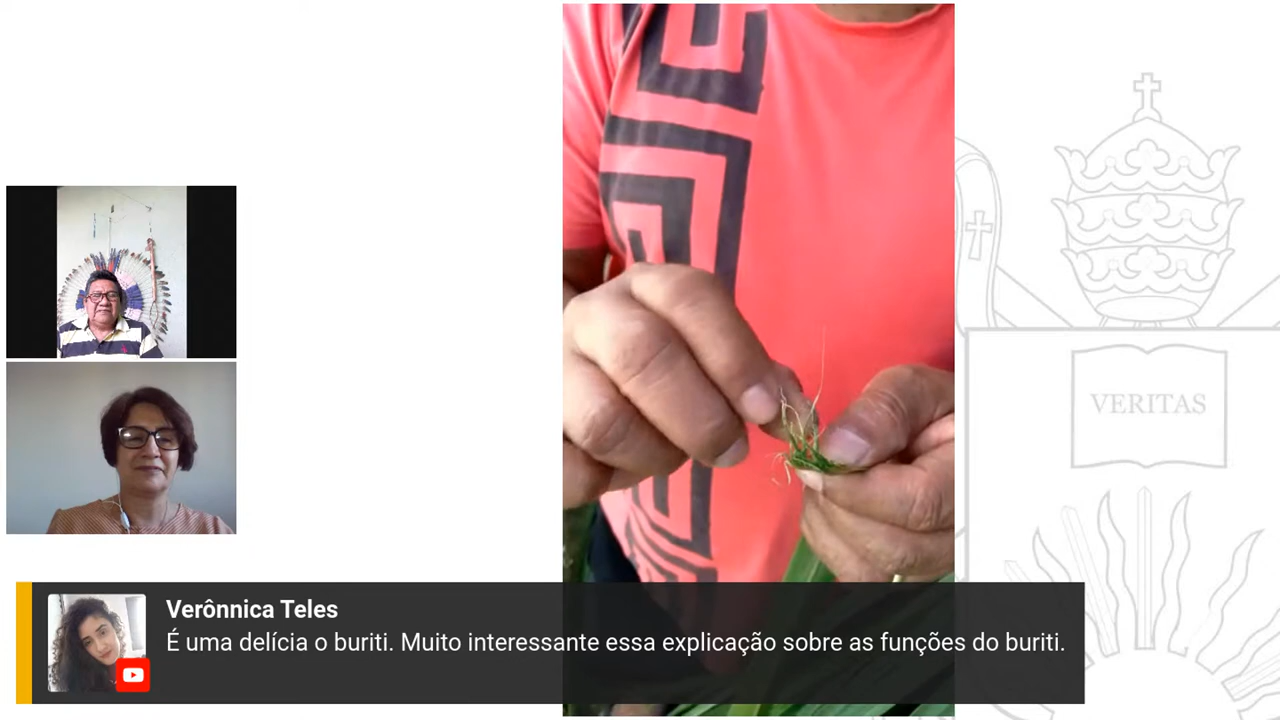 VERITAS
Verônnica Teles
É uma delícia o buriti. Muito interessante essa explicação sobre as funções do buriti.